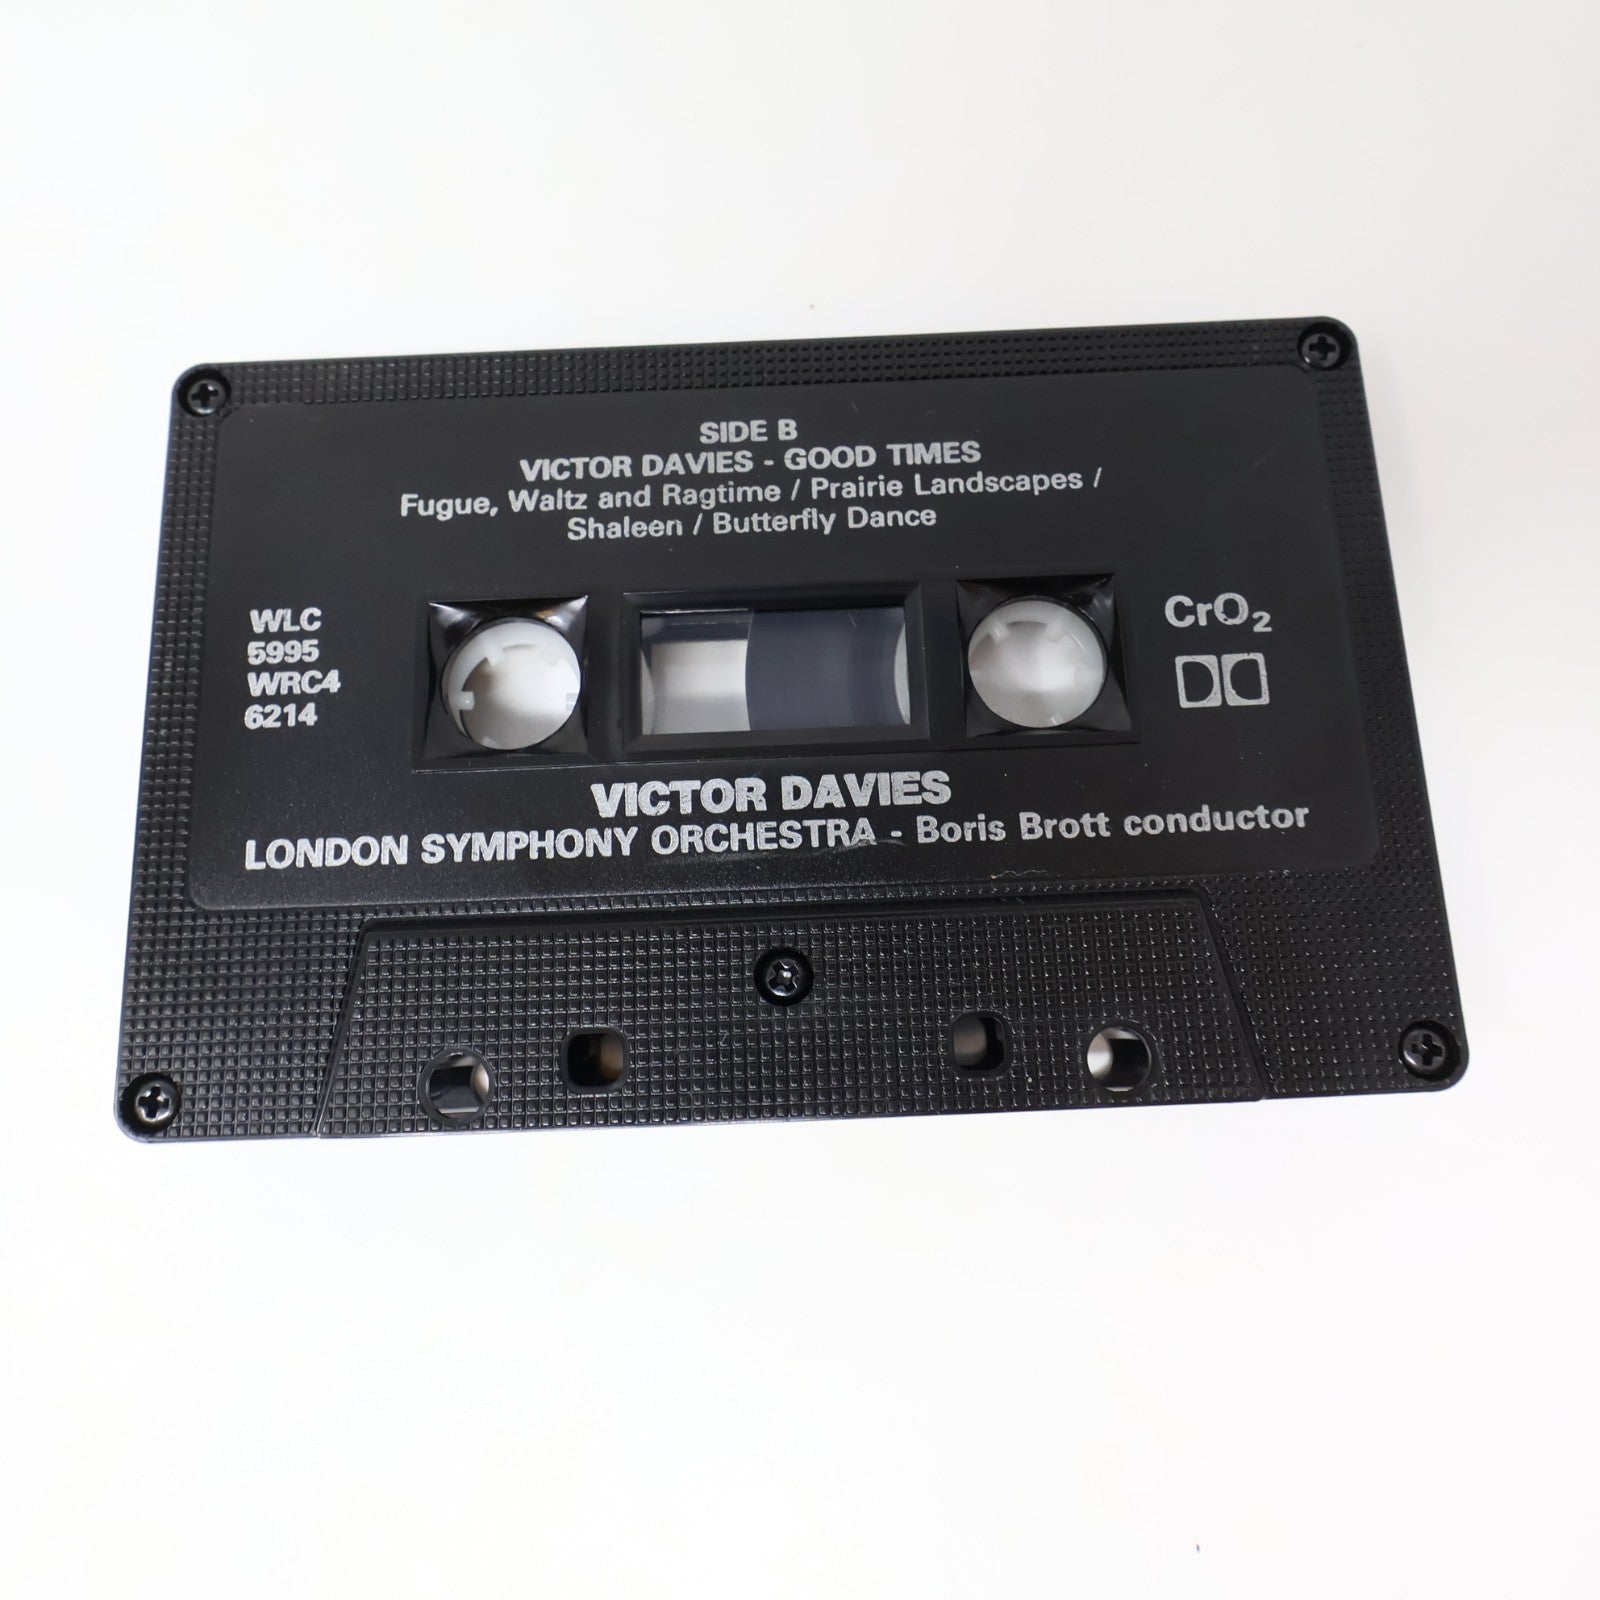 SIDE B
VICTOR DAVIES - GOOD TIMES
Fugue, Waltz and Ragtime / Prairie Landscapes /
Shaleen / Butterfly Dance
WLC
5995
WRC4
6214
CrO₂
VICTOR DAVIES
LONDON SYMPHONY ORCHESTRA - Boris Brott conductor